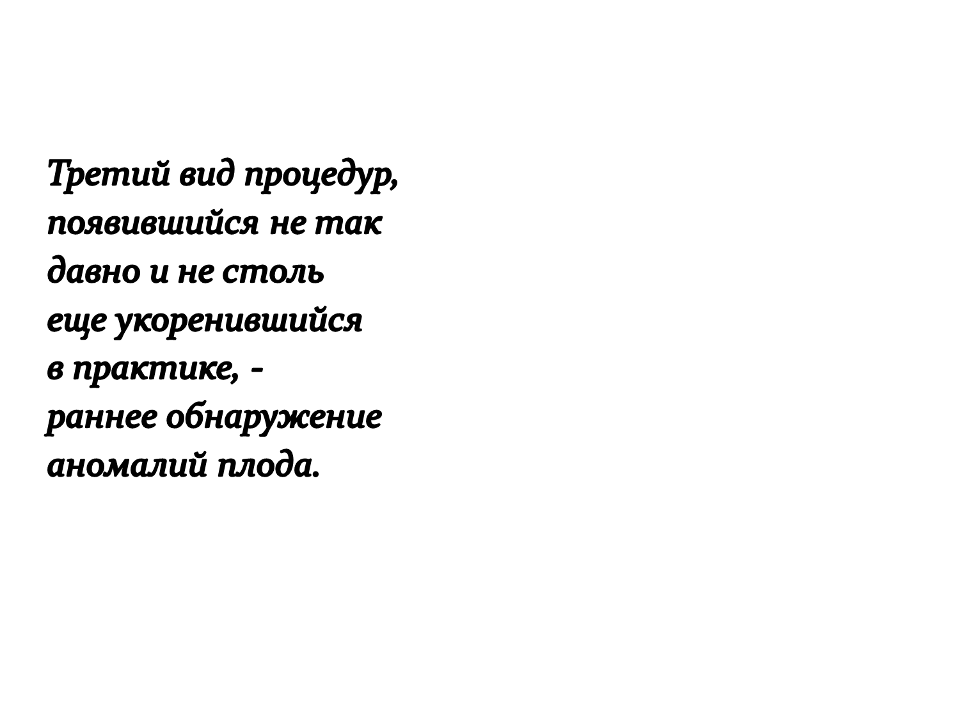 Третий вид процедур,
появившийся не так
давно и не столь
еще укоренившийся
в практике, -
раннее обнаружение
аномалий плода.